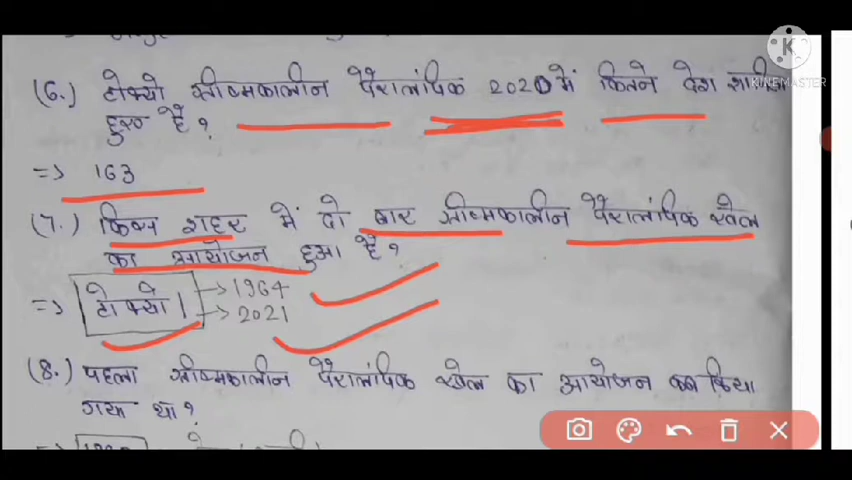 KINEMASTER
(6.) टोक्यो ग्रीष्मकालीन पैरालंपिक 2020 में कितने देश
हुए है?
=> 163
(7.) किस शहर में दो बार ग्रीष्मकालीन पैरालंपिक खेल
का आयोजन हुआ है?
=> टोक्यो -> 1964
-> 2021
(8.) पहला ग्रीष्मकालीन पैरालंपिक खेल का आयोजन कब किया
गया था?